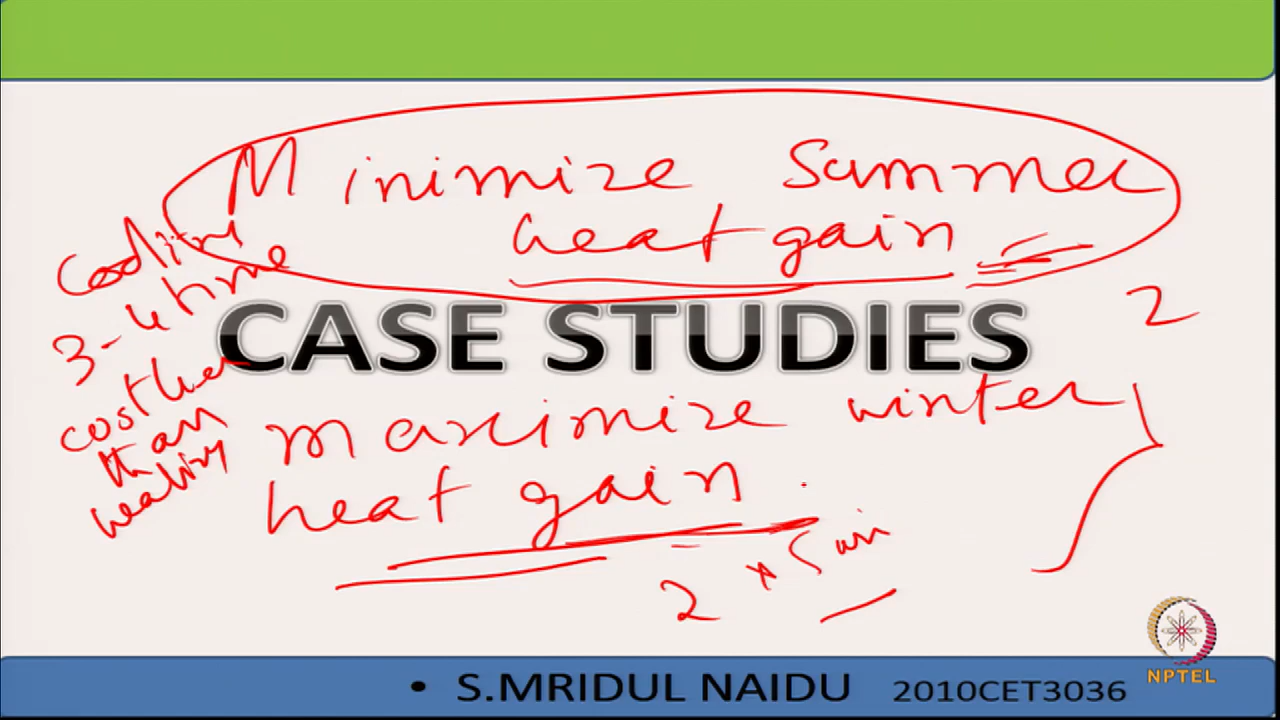 Minimize Summer
heat gain
2
cooling
3-4 time
costlier
than
heating
CASE STUDIES
maximize winter
heat gain
2 x
• S.MRIDUL NAIDU 2010CET3036
NPTEL